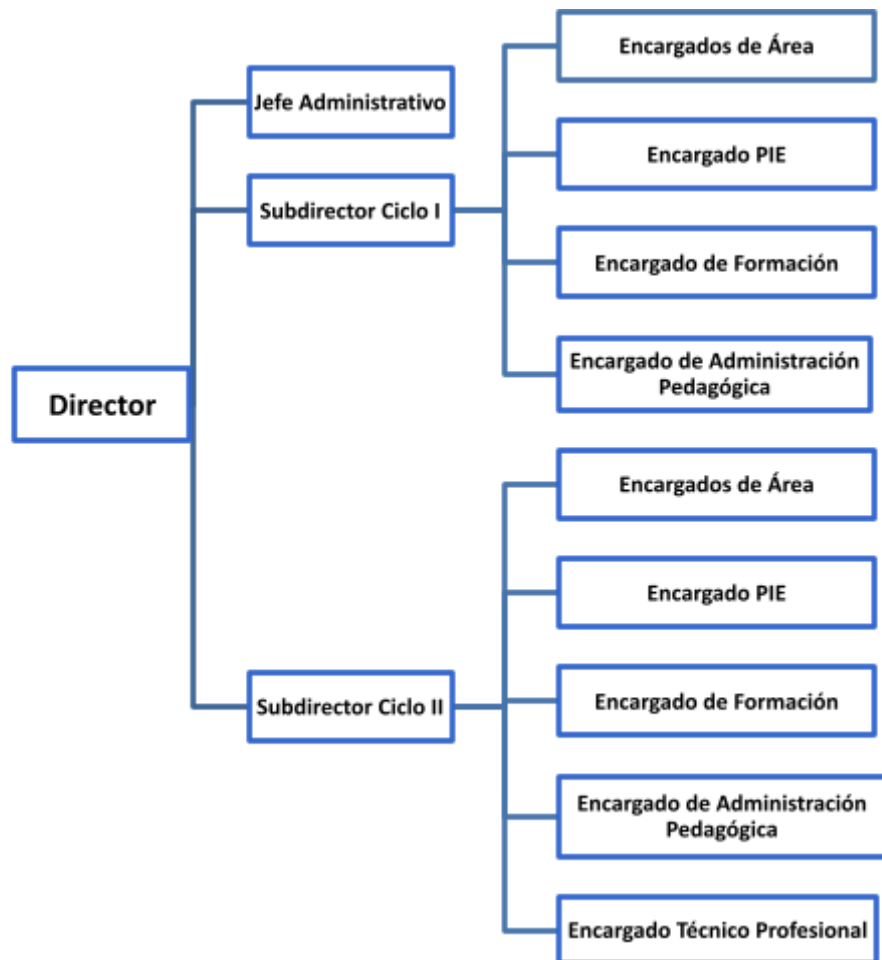 Director
Jefe Administrativo
Subdirector Ciclo I
Encargados de Área
Encargado PIE
Encargado de Formación
Encargado de Administración
Pedagógica
Subdirector Ciclo II
Encargados de Área
Encargado PIE
Encargado de Formación
Encargado de Administración
Pedagógica
Encargado Técnico Profesional